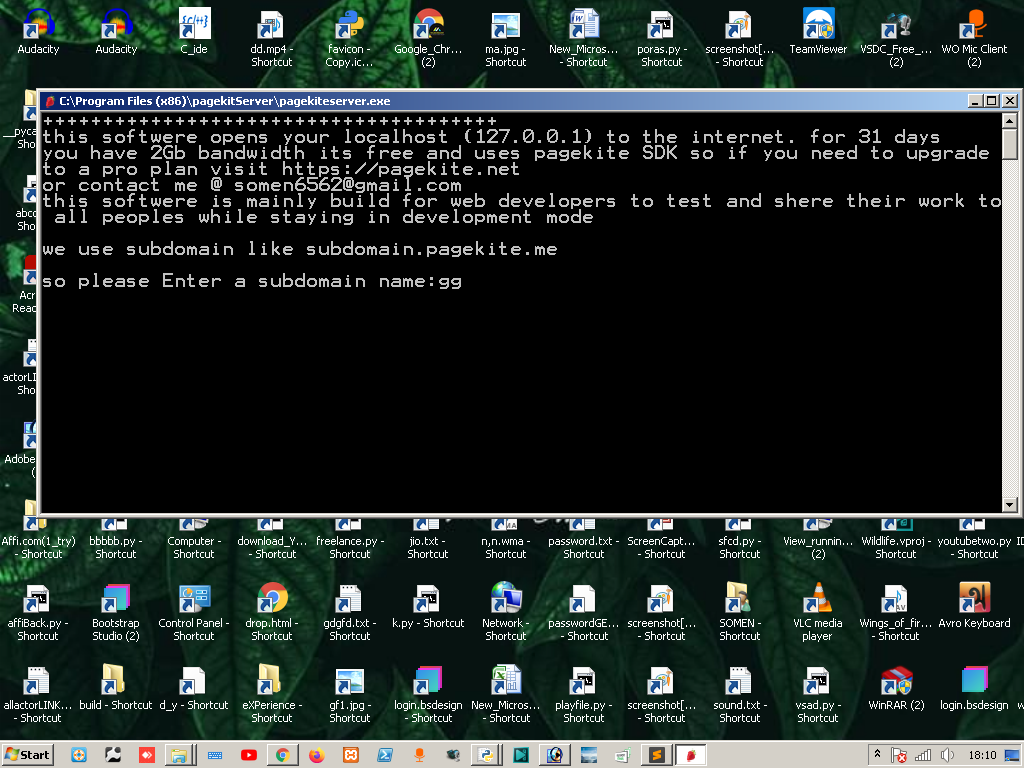 Audacity
Audacity
C_ide
dd.mp4 - Shortcut
favicon - Copy.ic...
Google_Chr... (2)
ma.jpg - Shortcut
New_Micros... - Shortcut
poras.py - Shortcut
screenshot[... - Shortcut
TeamViewer
VSDC_Free_... (2)
WO Mic Client (2)
C:\Program Files (x86)\pagekitServer\pagekiteserver.exe
++++++++++++++++++++++++++++++++++++++
this softwere opens your localhost (127.0.0.1) to the internet. for 31 days
you have 2Gb bandwidth its free and uses pagekite SDK so if you need to upgrade
to a pro plan visit https://pagekite.net
or contact me @ somen6562@gmail.com
this softwere is mainly build for web developers to test and shere their work to
all peoples while staying in development mode
we use subdomain like subdomain.pagekite.me
so please Enter a subdomain name:gg
Affi.com(1_try) - Shortcut
bbbbb.py - Shortcut
Computer - Shortcut
download_Y... - Shortcut
freelance.py - Shortcut
jio.txt - Shortcut
n,n.wma - Shortcut
password.txt - Shortcut
ScreenCapt... - Shortcut
sfcd.py - Shortcut
View_runnin... (2)
Wildlife.vproj - Shortcut
youtubetwo.py - Shortcut
affiBack.py - Shortcut
Bootstrap Studio (2)
Control Panel - Shortcut
drop.html - Shortcut
gdgfd.txt - Shortcut
k.py - Shortcut
Network - Shortcut
passwordGE... - Shortcut
screenshot[... - Shortcut
SOMEN - Shortcut
VLC media player
Wings_of_fir... - Shortcut
Avro Keyboard
allactorLINK... - Shortcut
build - Shortcut
d_y - Shortcut
eXPerience - Shortcut
gf1.jpg - Shortcut
login.bsdesign - Shortcut
New_Micros... - Shortcut
playfile.py - Shortcut
screenshot[... - Shortcut
sound.txt - Shortcut
vsad.py - Shortcut
WinRAR (2)
login.bsdesign
Start
18:10